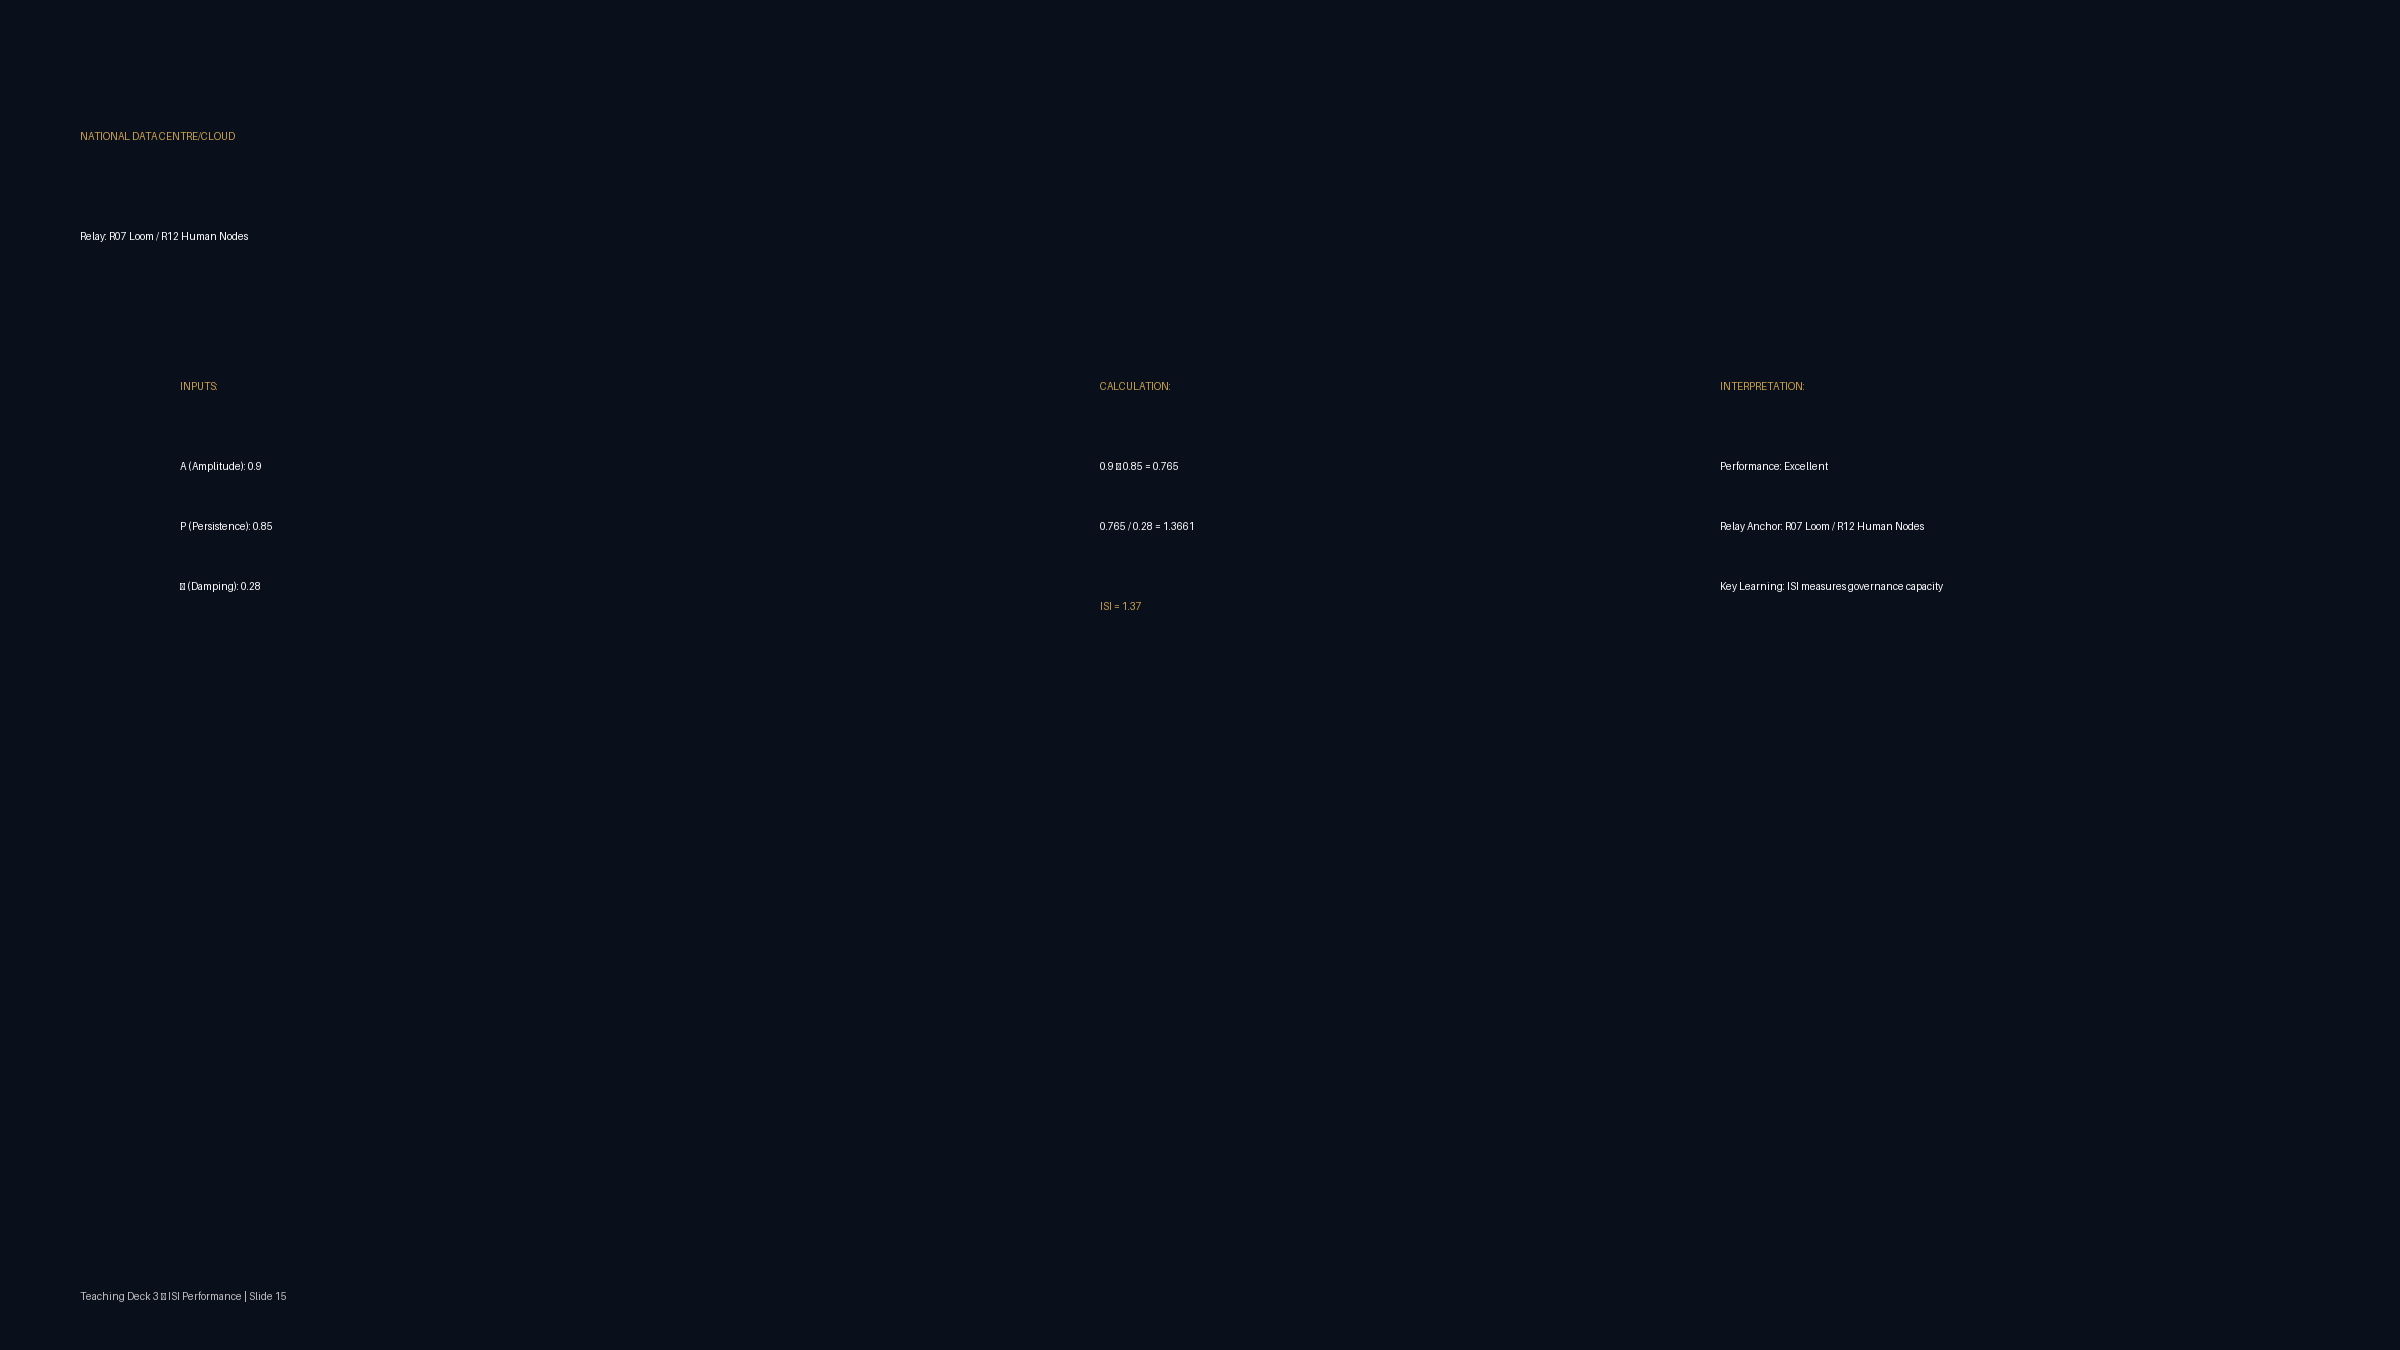 NATIONAL DATA CENTRE/CLOUD
Relay: R07 Loom / R12 Human Nodes
INPUTS:
A (Amplitude): 0.9
P (Persistence): 0.85
(Damping): 0.28
CALCULATION:
0.9 0.85 = 0.765
0.765 / 0.28 = 1.3661
ISI = 1.37
INTERPRETATION:
Performance: Excellent
Relay Anchor: R07 Loom / R12 Human Nodes
Key Learning: ISI measures governance capacity
Teaching Deck 3 ISI Performance | Slide 15